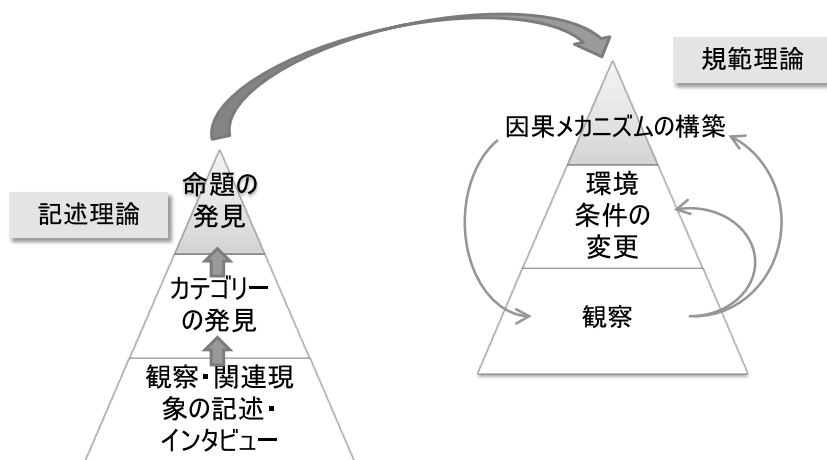 記述理論
命題の
発見
カテゴリー
の発見
観察・関連現
象の記述・
インタビュー
規範理論
因果メカニズムの構築
環境
条件の
変更
観察